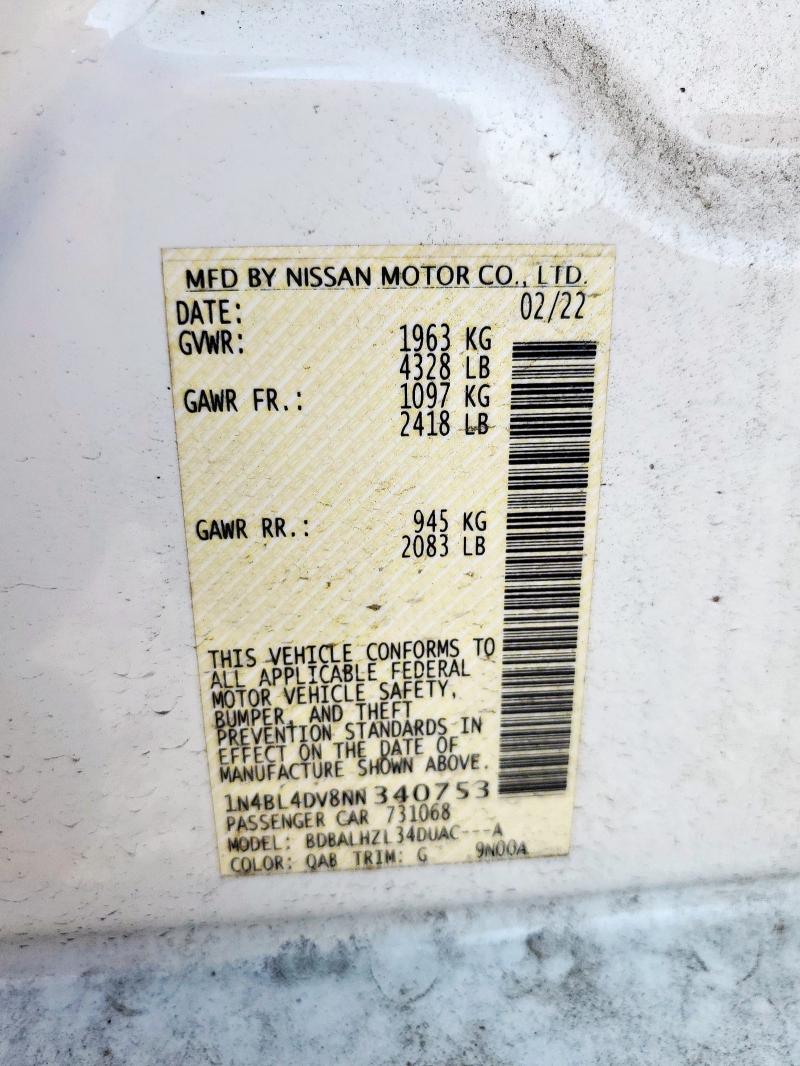 MFD BY NISSAN MOTOR CO., LTD.
DATE: 02/22
GVWR: 1963 KG
4328 LB
GAWR FR.: 1097 KG
2418 LB
GAWR RR.: 945 KG
2083 LB
THIS VEHICLE CONFORMS TO
ALL APPLICABLE FEDERAL
MOTOR VEHICLE SAFETY,
BUMPER, AND THEFT
PREVENTION STANDARDS IN
EFFECT ON THE DATE OF
MANUFACTURE SHOWN ABOVE.
1N4BL4DV8NN 340753
PASSENGER CAR 731068
MODEL: BDBALHZL34DUAC---A
COLOR: QAB TRIM: G 9N00A